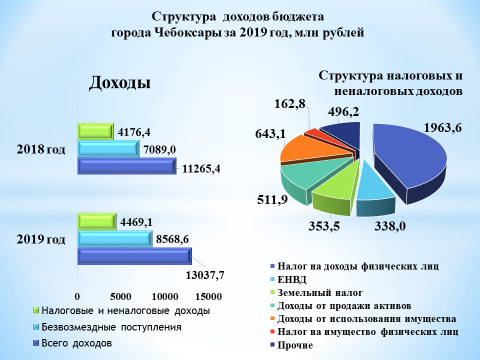 Структура доходов бюджета
города Чебоксары за 2019 год, млн рублей
Доходы
2018 год
4176,4
7089,0
11265,4
2019 год
4469,1
8568,6
13037,7
0 5000 10000 15000
Налоговые и неналоговые доходы
Безвозмездные поступления
Всего доходов
Структура налоговых и
неналоговых доходов
1963,6
338,0
353,5
511,9
643,1
162,8
496,2
Налог на доходы физических лиц
ЕНВД
Земельный налог
Доходы от продажи активов
Доходы от использования имущества
Налог на имущество физических лиц
Прочие